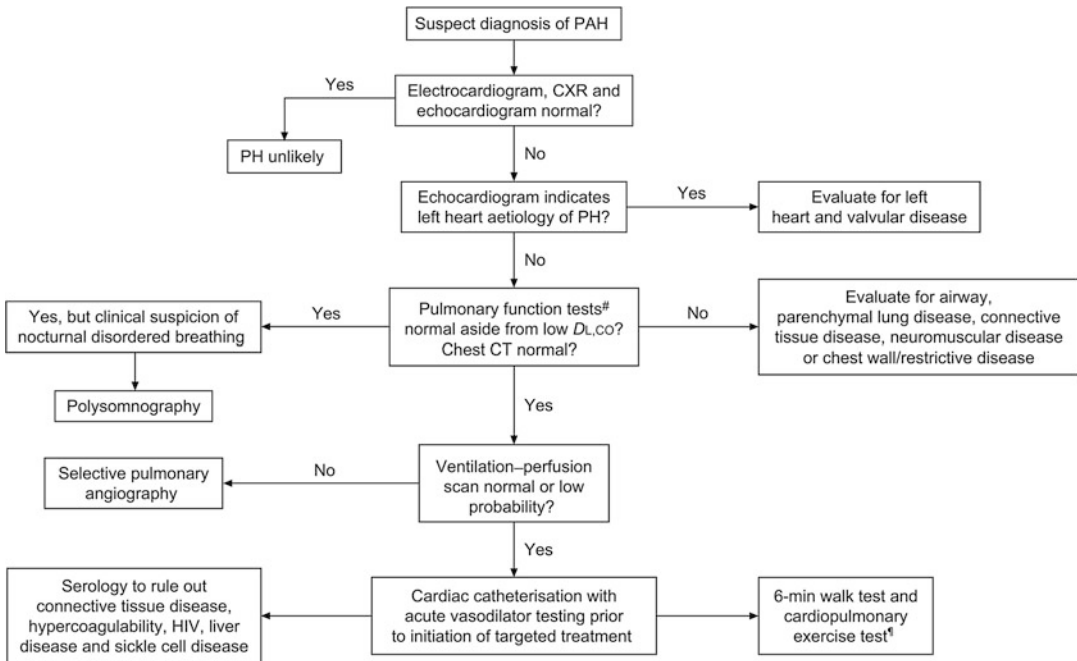 Suspect diagnosis of PAH
Yes
Electrocardiogram, CXR and
echocardiogram normal?
PH unlikely
No
Echocardiogram indicates
left heart aetiology of PH?
Yes
Evaluate for left
heart and valvular disease
No
Yes, but clinical suspicion of
nocturnal disordered breathing
Yes
Pulmonary function tests#
normal aside from low DL,CO?
Chest CT normal?
No
Evaluate for airway,
parenchymal lung disease, connective
tissue disease, neuromuscular disease
or chest wall/restrictive disease
Polysomnography
Yes
Selective pulmonary
angiography
No
Ventilation–perfusion
scan normal or low
probability?
Yes
Serology to rule out
connective tissue disease,
hypercoagulability, HIV, liver
disease and sickle cell disease
Cardiac catheterisation with
acute vasodilator testing prior
to initiation of targeted treatment
6-min walk test and
cardiopulmonary
exercise test¶